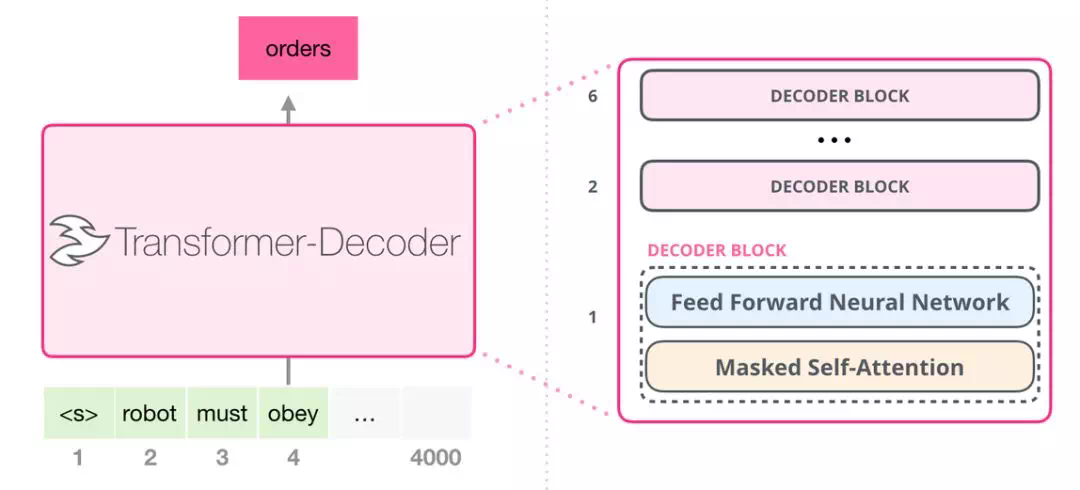 orders
Transformer-Decoder
<s> robot must obey ...
1 2 3 4 4000
6 DECODER BLOCK
...
2 DECODER BLOCK
DECODER BLOCK
Feed Forward Neural Network
1
Masked Self-Attention